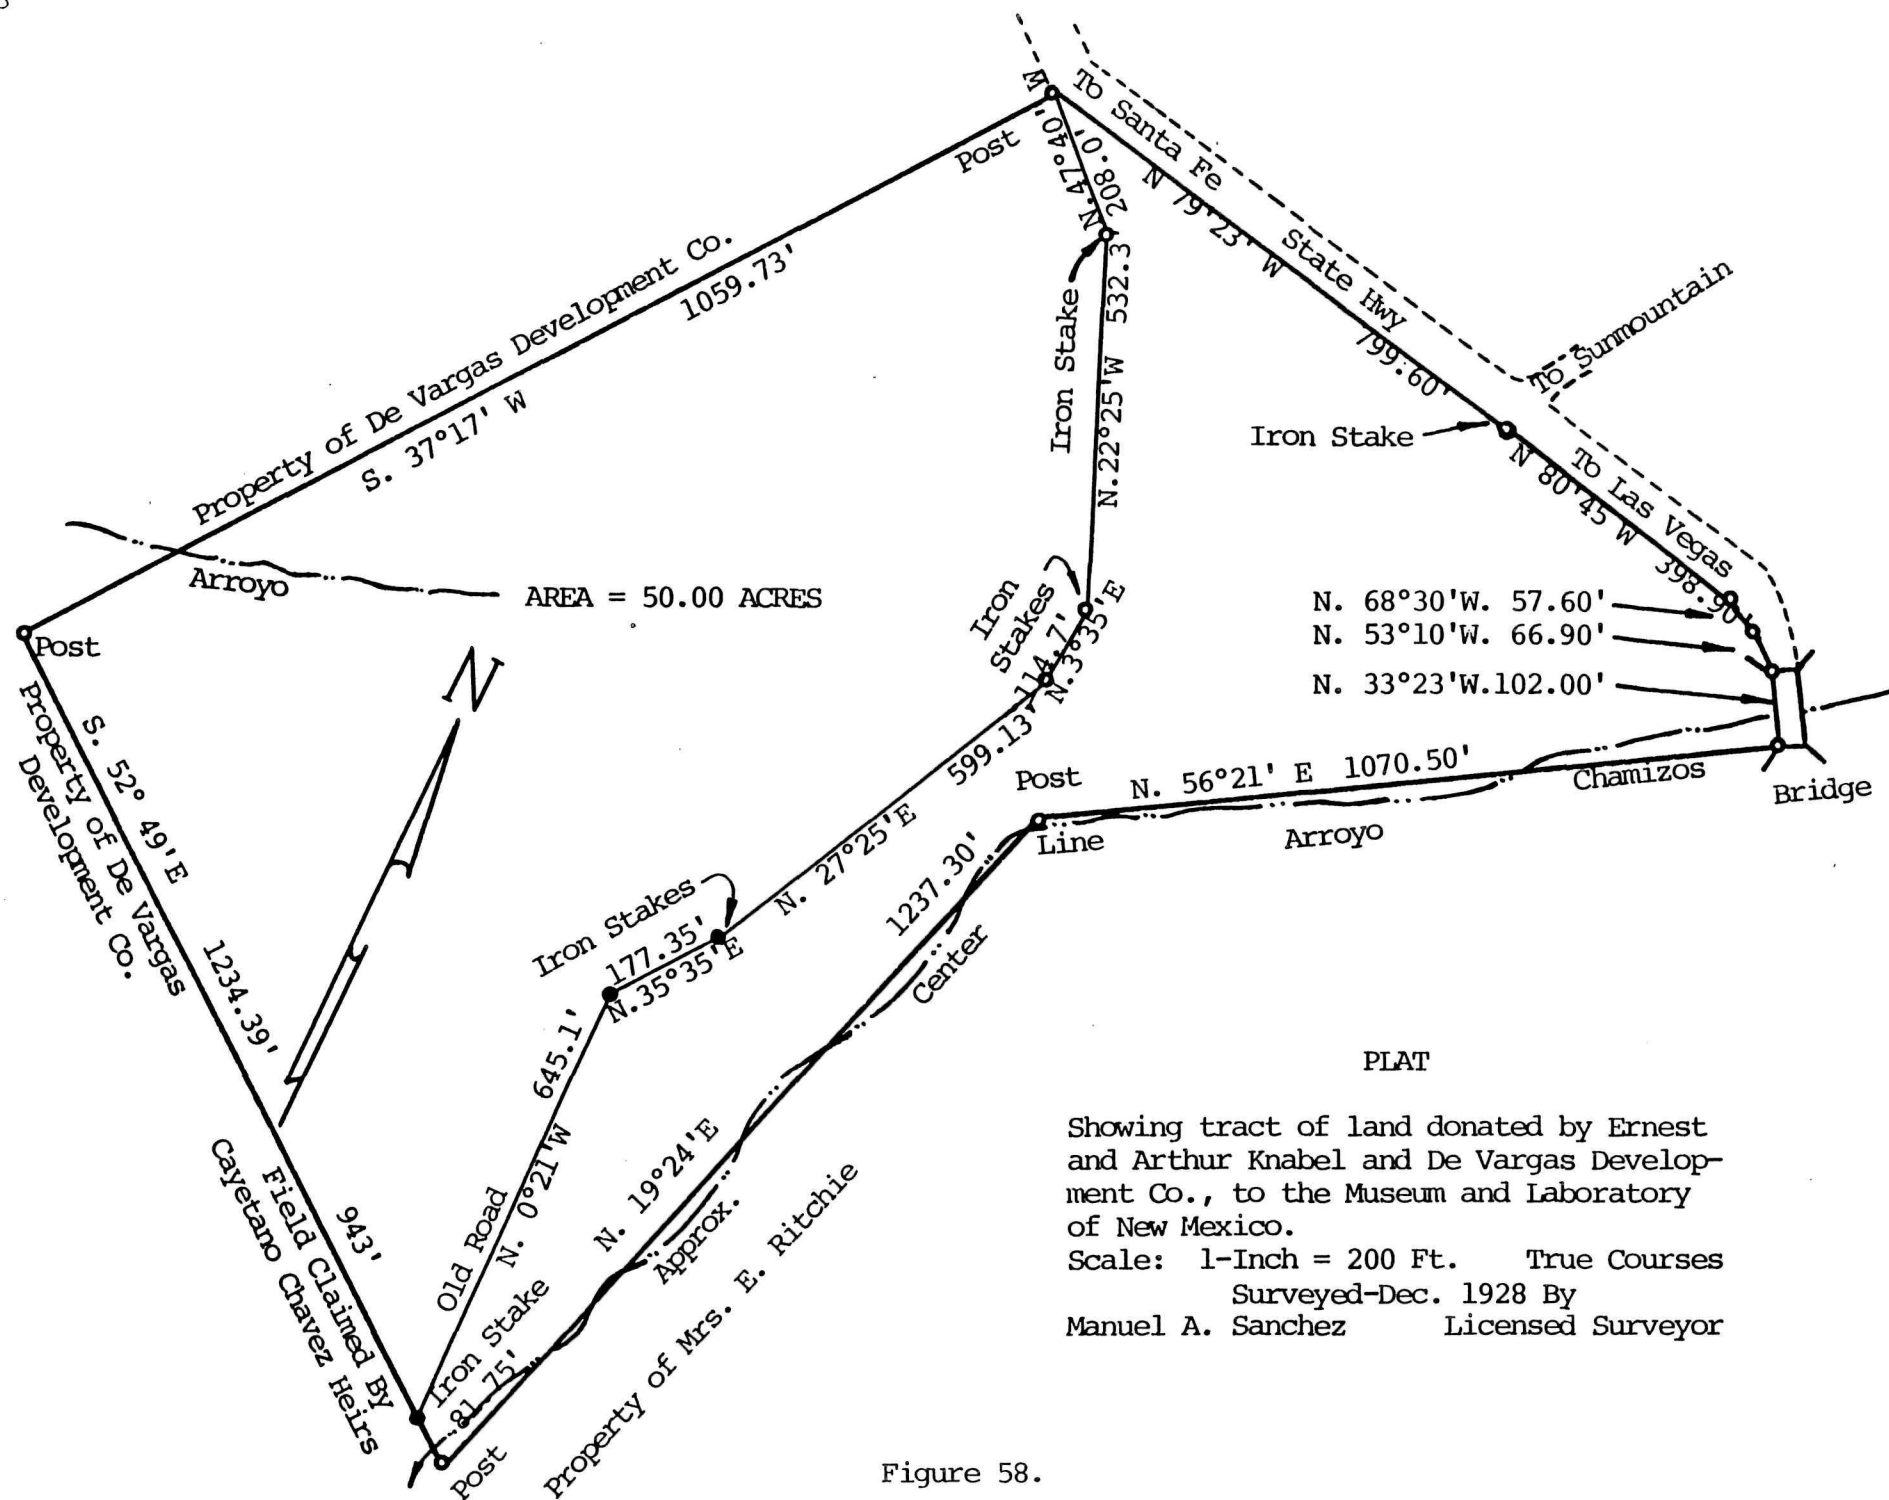 W
To Santa Fe
Post
N. 47°40'
208.0'
N 79°23' W
State Hwy
799.60'
To Sunmountain
Property of De Vargas Development Co.
1059.73'
S. 37°17' W
Iron Stake
532.3'
N.22°25'W
Iron Stake
N 80°45' W
To Las Vegas
398.90'
Arroyo
AREA = 50.00 ACRES
Iron
Stakes
114.7'
N.3°35'E
N. 68°30'W. 57.60'
N. 53°10'W. 66.90'
N. 33°23'W.102.00'
Post
N
S. 52° 49'E
1234.39'
Property of De Vargas
Development Co.
599.13'
N. 27°25'E
Post
Line
N. 56°21' E 1070.50'
Chamizos
Bridge
Arroyo
1237.30'
Center
Iron Stakes
177.35'
N.35°35'E
645.1'
N. 0°21'W
Old Road
N. 19°24'E
Approx.
Property of Mrs. E. Ritchie
943'
Field Claimed By
Cayetano Chavez Heirs
Iron Stake
81.75'
Post
PLAT
Showing tract of land donated by Ernest
and Arthur Knabel and De Vargas Develop-
ment Co., to the Museum and Laboratory
of New Mexico.
Scale: 1-Inch = 200 Ft. True Courses
Surveyed-Dec. 1928 By
Manuel A. Sanchez Licensed Surveyor
Figure 58.